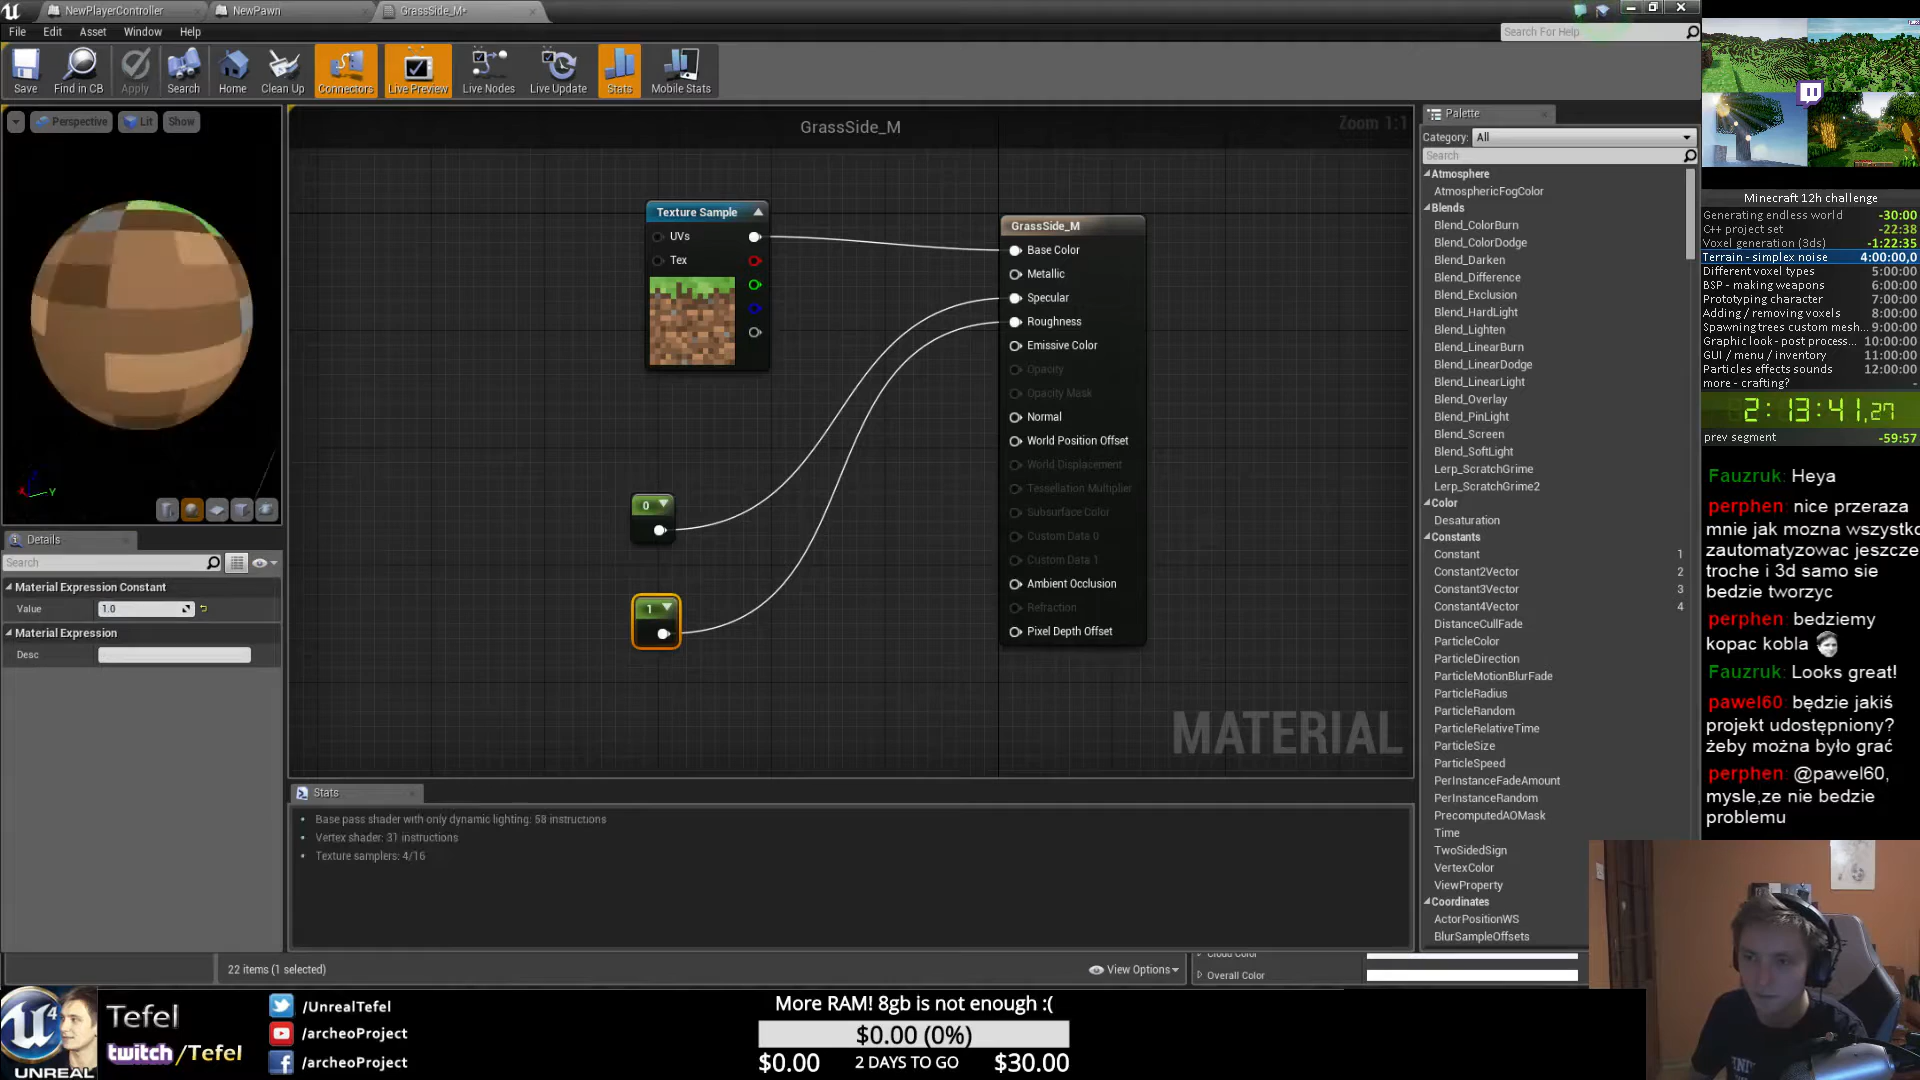 NewPlayerController
NewPawn
GrassSide_M*
File Edit Asset Window Help
Search For Help
Save
Find in CB
Apply
Search
Home
Clean Up
Connectors
Live Preview
Live Nodes
Live Update
Stats
Mobile Stats
Perspective
Lit
Show
GrassSide_M
Zoom 1:1
Texture Sample
UVs
Tex
0
1
GrassSide_M
Base Color
Metallic
Specular
Roughness
Emissive Color
Opacity
Opacity Mask
Normal
World Position Offset
World Displacement
Tessellation Multiplier
Subsurface Color
Custom Data 0
Custom Data 1
Ambient Occlusion
Refraction
Pixel Depth Offset
MATERIAL
Z
X
Y
Details
Search
Material Expression Constant
Value 1.0
Material Expression
Desc
Stats
Base pass shader with only dynamic lighting: 58 instructions
Vertex shader: 31 instructions
Texture samplers: 4/16
22 items (1 selected)
View Options
Cloud Color
Overall Color
Palette
Category: All
Search
Atmosphere
AtmosphericFogColor
Blends
Blend_ColorBurn
Blend_ColorDodge
Blend_Darken
Blend_Difference
Blend_Exclusion
Blend_HardLight
Blend_Lighten
Blend_LinearBurn
Blend_LinearDodge
Blend_LinearLight
Blend_Overlay
Blend_PinLight
Blend_Screen
Blend_SoftLight
Lerp_ScratchGrime
Lerp_ScratchGrime2
Color
Desaturation
Constants
Constant 1
Constant2Vector 2
Constant3Vector 3
Constant4Vector 4
DistanceCullFade
ParticleColor
ParticleDirection
ParticleMotionBlurFade
ParticleRadius
ParticleRandom
ParticleRelativeTime
ParticleSize
ParticleSpeed
PerInstanceFadeAmount
PerInstanceRandom
PrecomputedAOMask
Time
TwoSidedSign
VertexColor
ViewProperty
Coordinates
ActorPositionWS
BlurSampleOffsets
Minecraft 12h challenge
Generating endless world -30:00
C++ project set -22:38
Voxel generation (3ds) -1:22:35
Terrain - simplex noise 4:00:00,0
Different voxel types 5:00:00
BSP - making weapons 6:00:00
Prototyping character 7:00:00
Adding / removing voxels 8:00:00
Spawning trees custom mesh... 9:00:00
Graphic look - post process... 10:00:00
GUI / menu / inventory 11:00:00
Particles effects sounds 12:00:00
more - crafting? -
2:13:41,27
prev segment -59:57
Fauzruk: Heya
perphen: nice przeraza
mnie jak mozna wszystko
zautomatyzowac jeszcze
troche i 3d samo sie
bedzie tworzyc
perphen: bedziemy
kopac kobla
Fauzruk: Looks great!
pawel60: będzie jakiś
projekt udostępniony?
żeby można było grać
perphen: @pawel60,
mysle,ze nie bedzie
problemu
4
UNREAL
Tefel
twitch/Tefel
/UnrealTefel
/archeoProject
/archeoProject
More RAM! 8gb is not enough :(
$0.00 (0%)
$0.00 2 DAYS TO GO $30.00